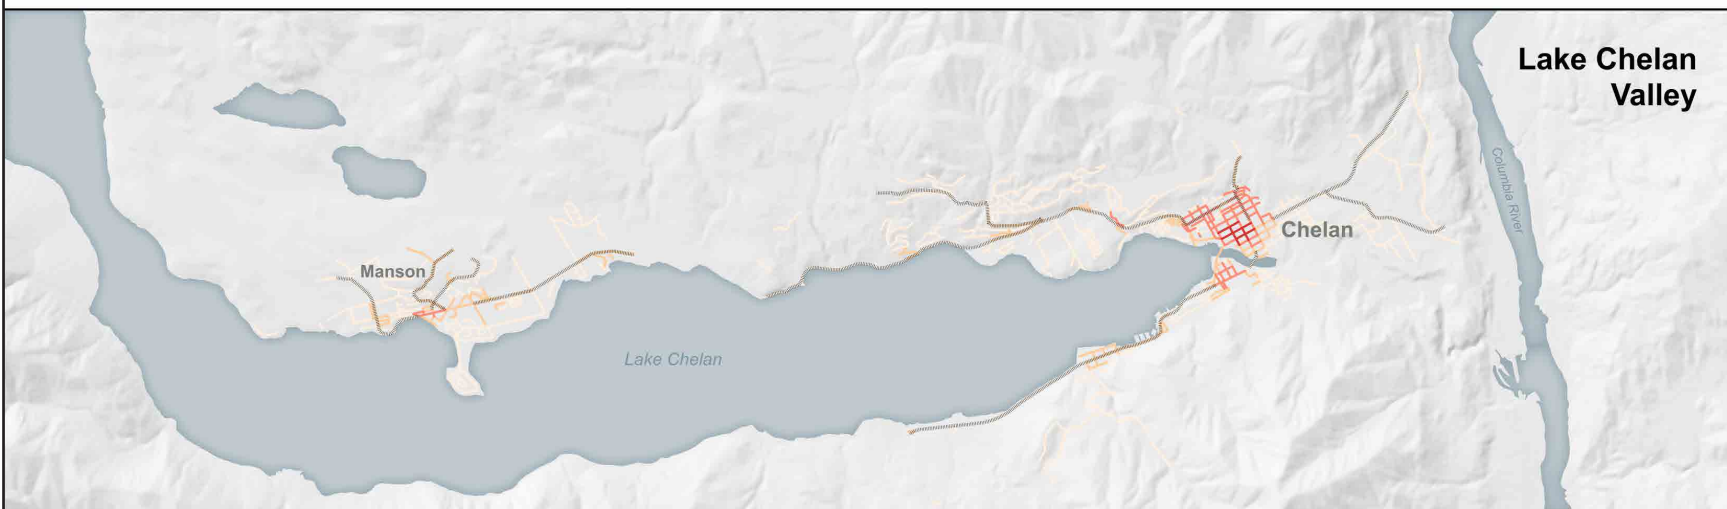 Lake Chelan
Valley
Columbia River
Chelan
Manson
Lake Chelan